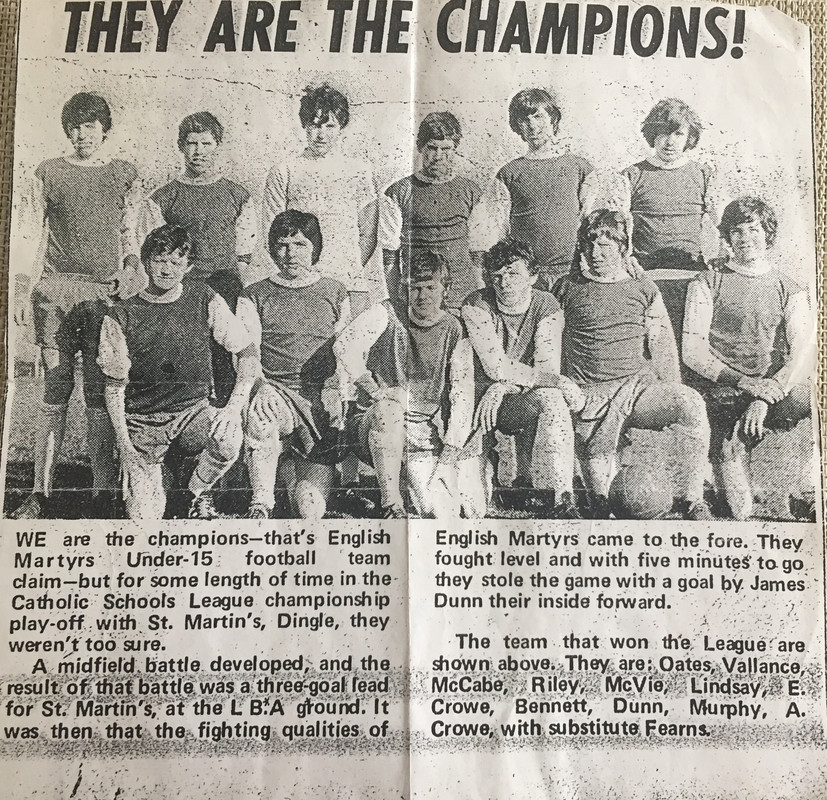 THEY ARE THE CHAMPIONS!
WE are the champions—that's English
Martyrs Under-15 football team
claim—but for some length of time in the
Catholic Schools League championship
play-off with St. Martin's, Dingle, they
weren't too sure.
A midfield battle developed, and the
result of that battle was a three-goal lead
for St. Martin's, at the L B.A ground. It
was then that the fighting qualities of
English Martyrs came to the fore. They
fought level and with five minutes to go
they stole the game with a goal by James
Dunn their inside forward.
The team that won the League are
shown above. They are: Oates, Vallance,
McCabe, Riley, McVie, Lindsay, E.
Crowe, Bennett, Dunn, Murphy, A.
Crowe, with substitute Fearns.